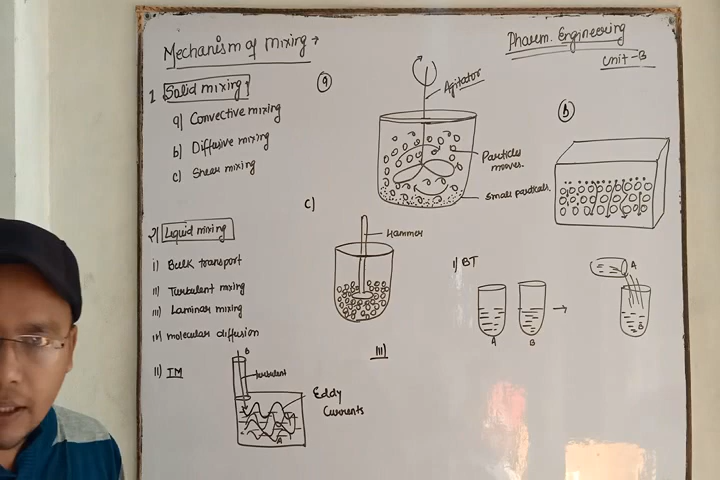 Mechanism of Mixing →
Pharm. Engineering
Unit-B
1 Solid mixing
a) Convective mixing
b) Diffusive mixing
c) Shear mixing
a
Agitator
Particles moves.
Small particals.
b
2) Liquid mixing
i) Bulk transport
ii) Turbulent mxing
iii) Laminar mixing
iv) molecular diffusion
c)
Hammer
i) BT
A
B
A
B
ii) TM
B
turbulent
Eddy
Currents
A
iii)